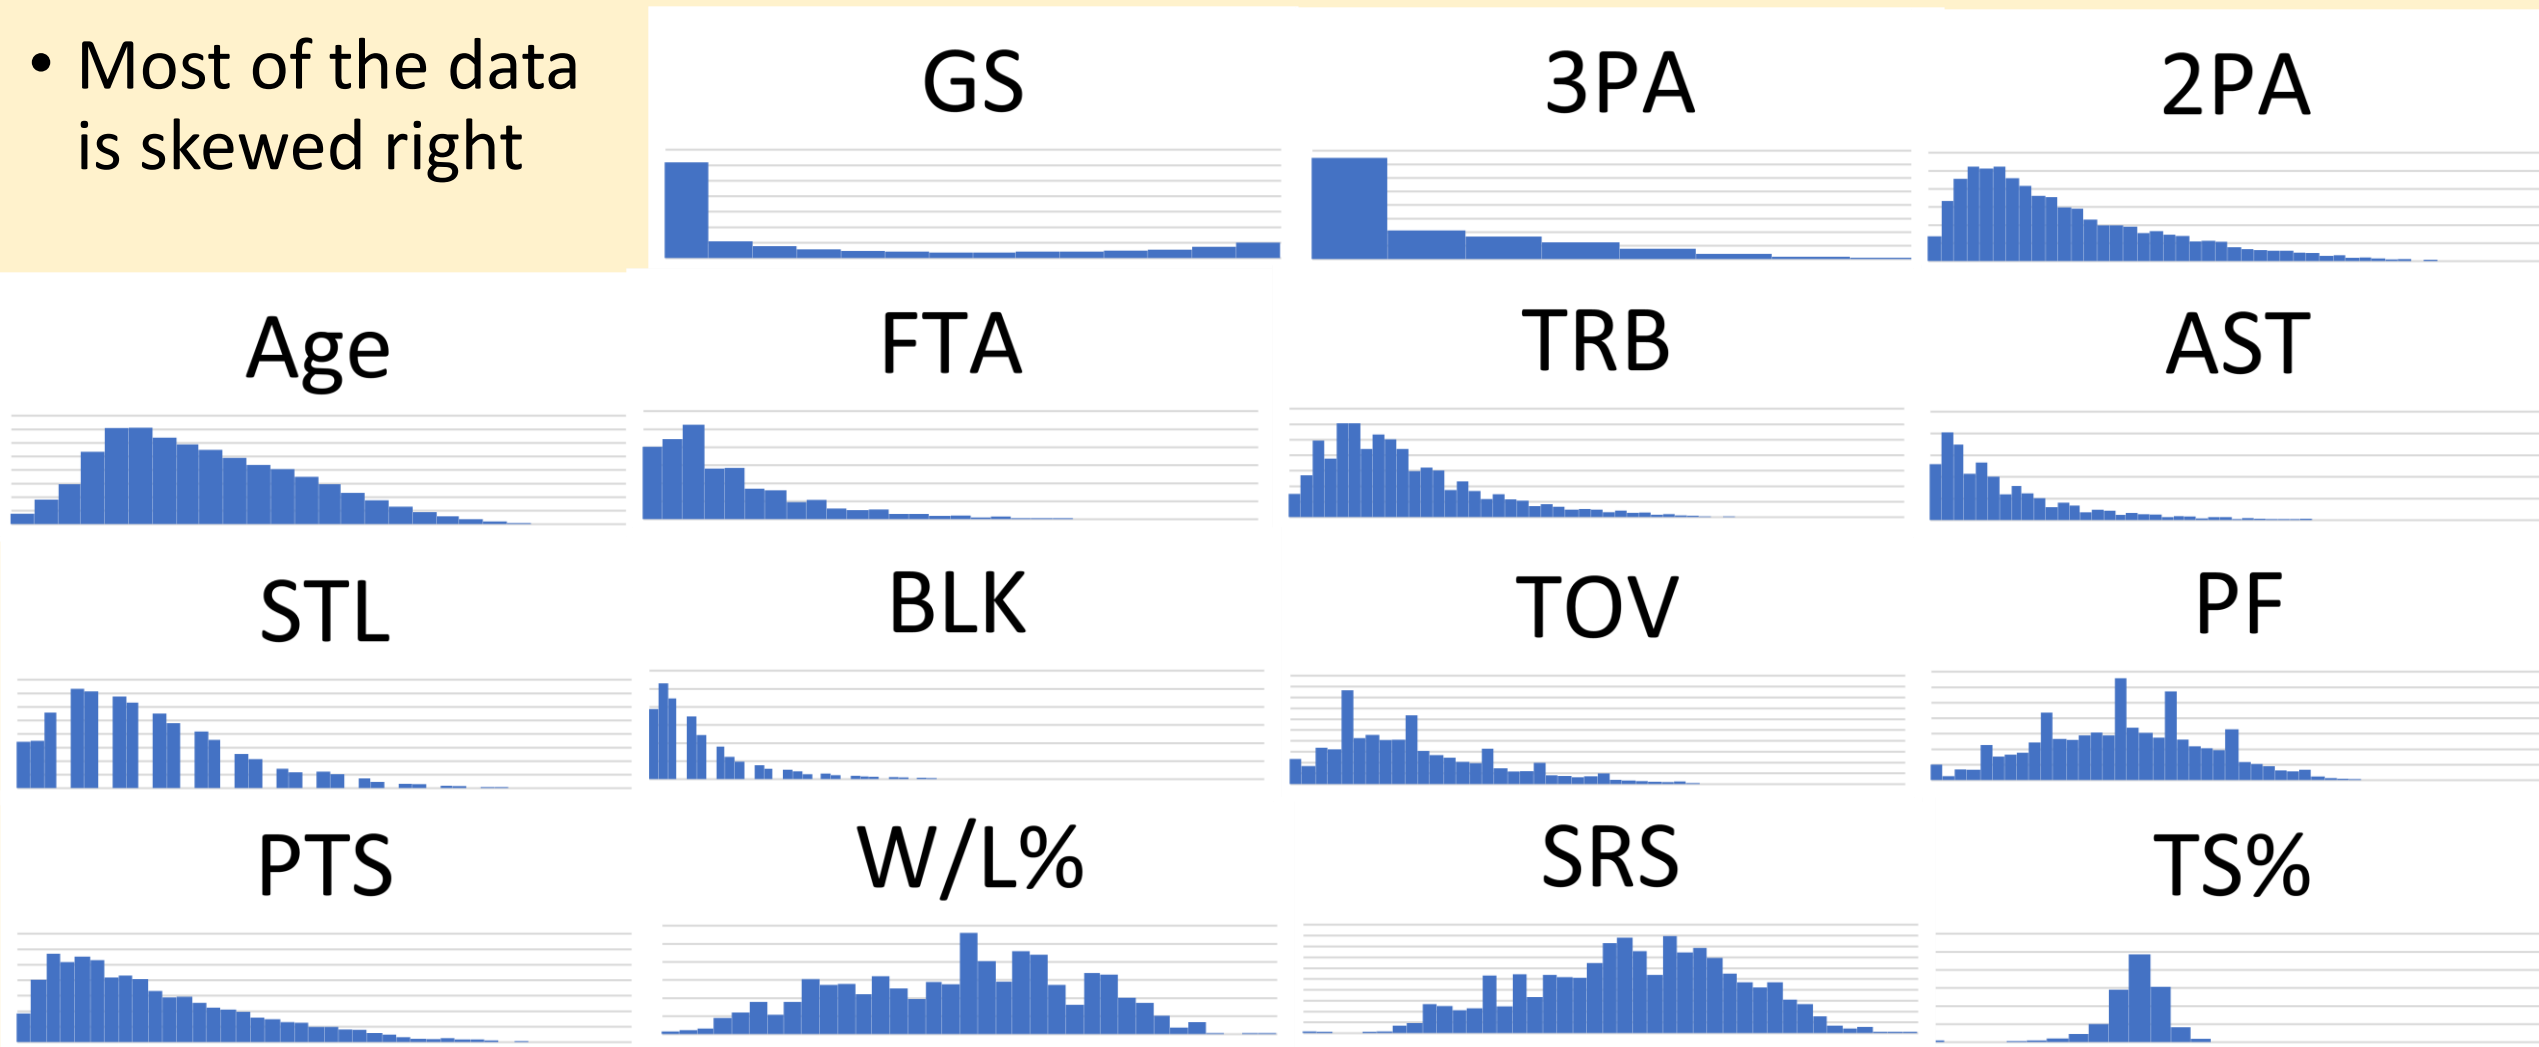 • Most of the data
is skewed right
GS
3PA
2PA
Age
FTA
TRB
AST
STL
BLK
TOV
PF
PTS
W/L%
SRS
TS%